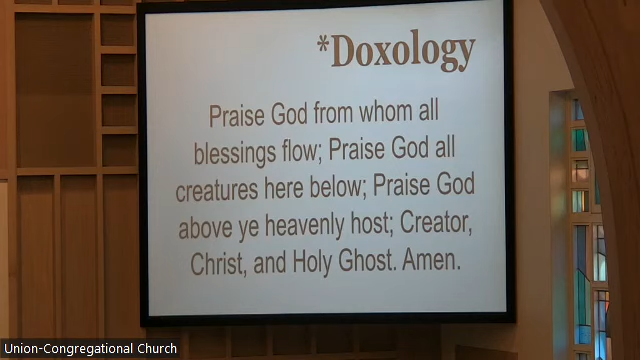 *Doxology
Praise God from whom all
blessings flow; Praise God all
creatures here below; Praise God
above ye heavenly host; Creator,
Christ, and Holy Ghost. Amen.
Union-Congregational Church